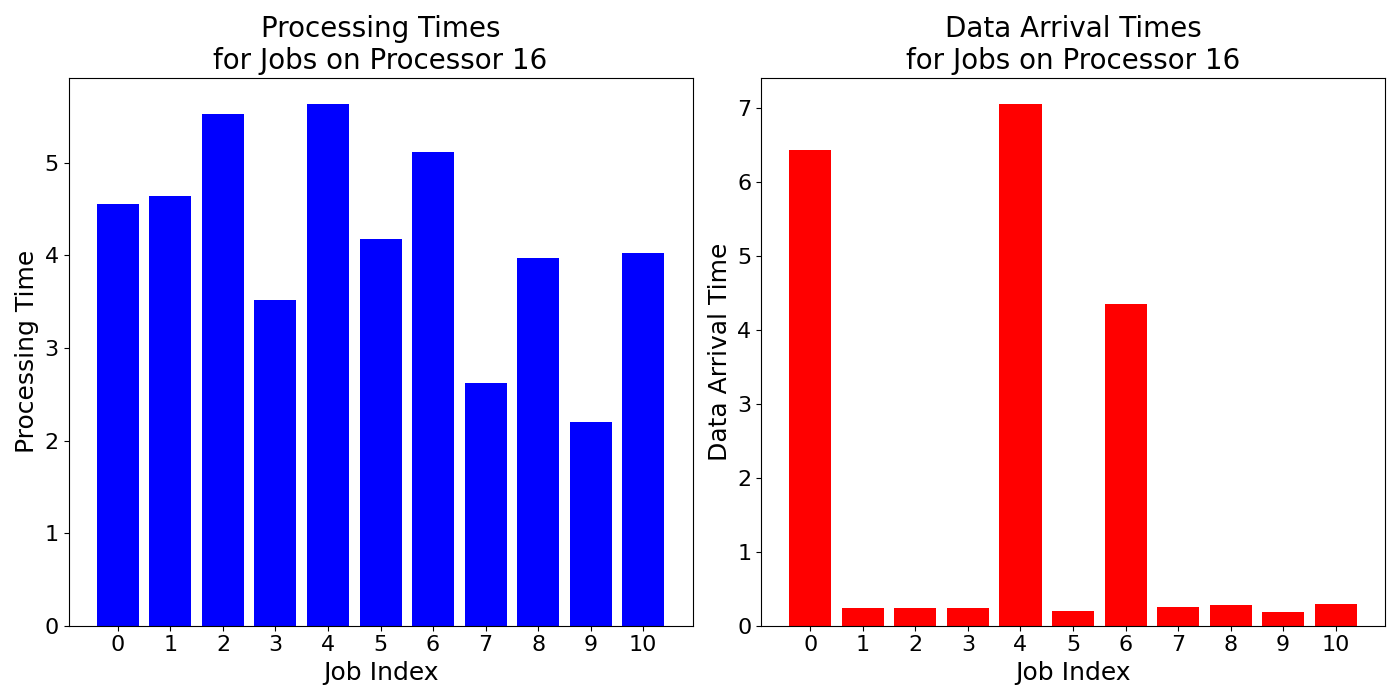 Processing Times
for Jobs on Processor 16
Processing Time
5
4
3
2
1
0
0 1 2 3 4 5 6 7 8 9 10
Job Index
Data Arrival Times
for Jobs on Processor 16
Data Arrival Time
7
6
5
4
3
2
1
0
0 1 2 3 4 5 6 7 8 9 10
Job Index